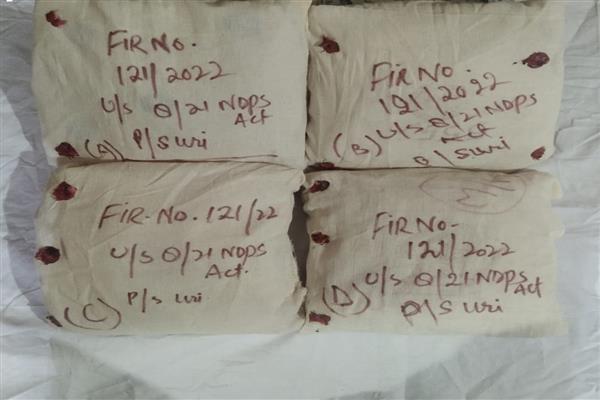 FIR NO.
121/2022
U/S 8/21 NDPS
Act
(A) P/S Uri
FIR NO.
121/2022
U/S 8/21 NDPS
Act
(B) P/S Uri
FIR. NO. 121/22
U/S 8/21 NDPS
Act.
P/S Uri
(C)
FIR NO-
121/2022
U/S 8/21 NDPS
Act
(D) P/S Uri